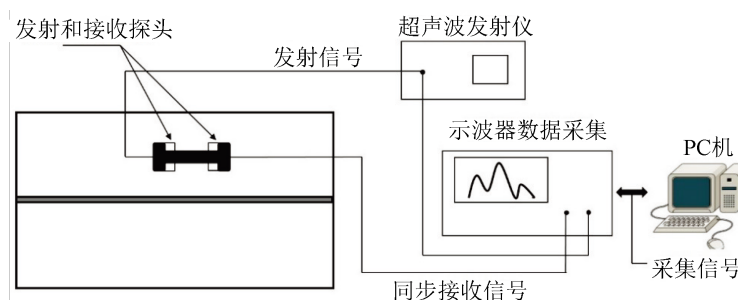 发射和接收探头
超声波发射仪
发射信号
示波器数据采集
PC机
采集信号
同步接收信号